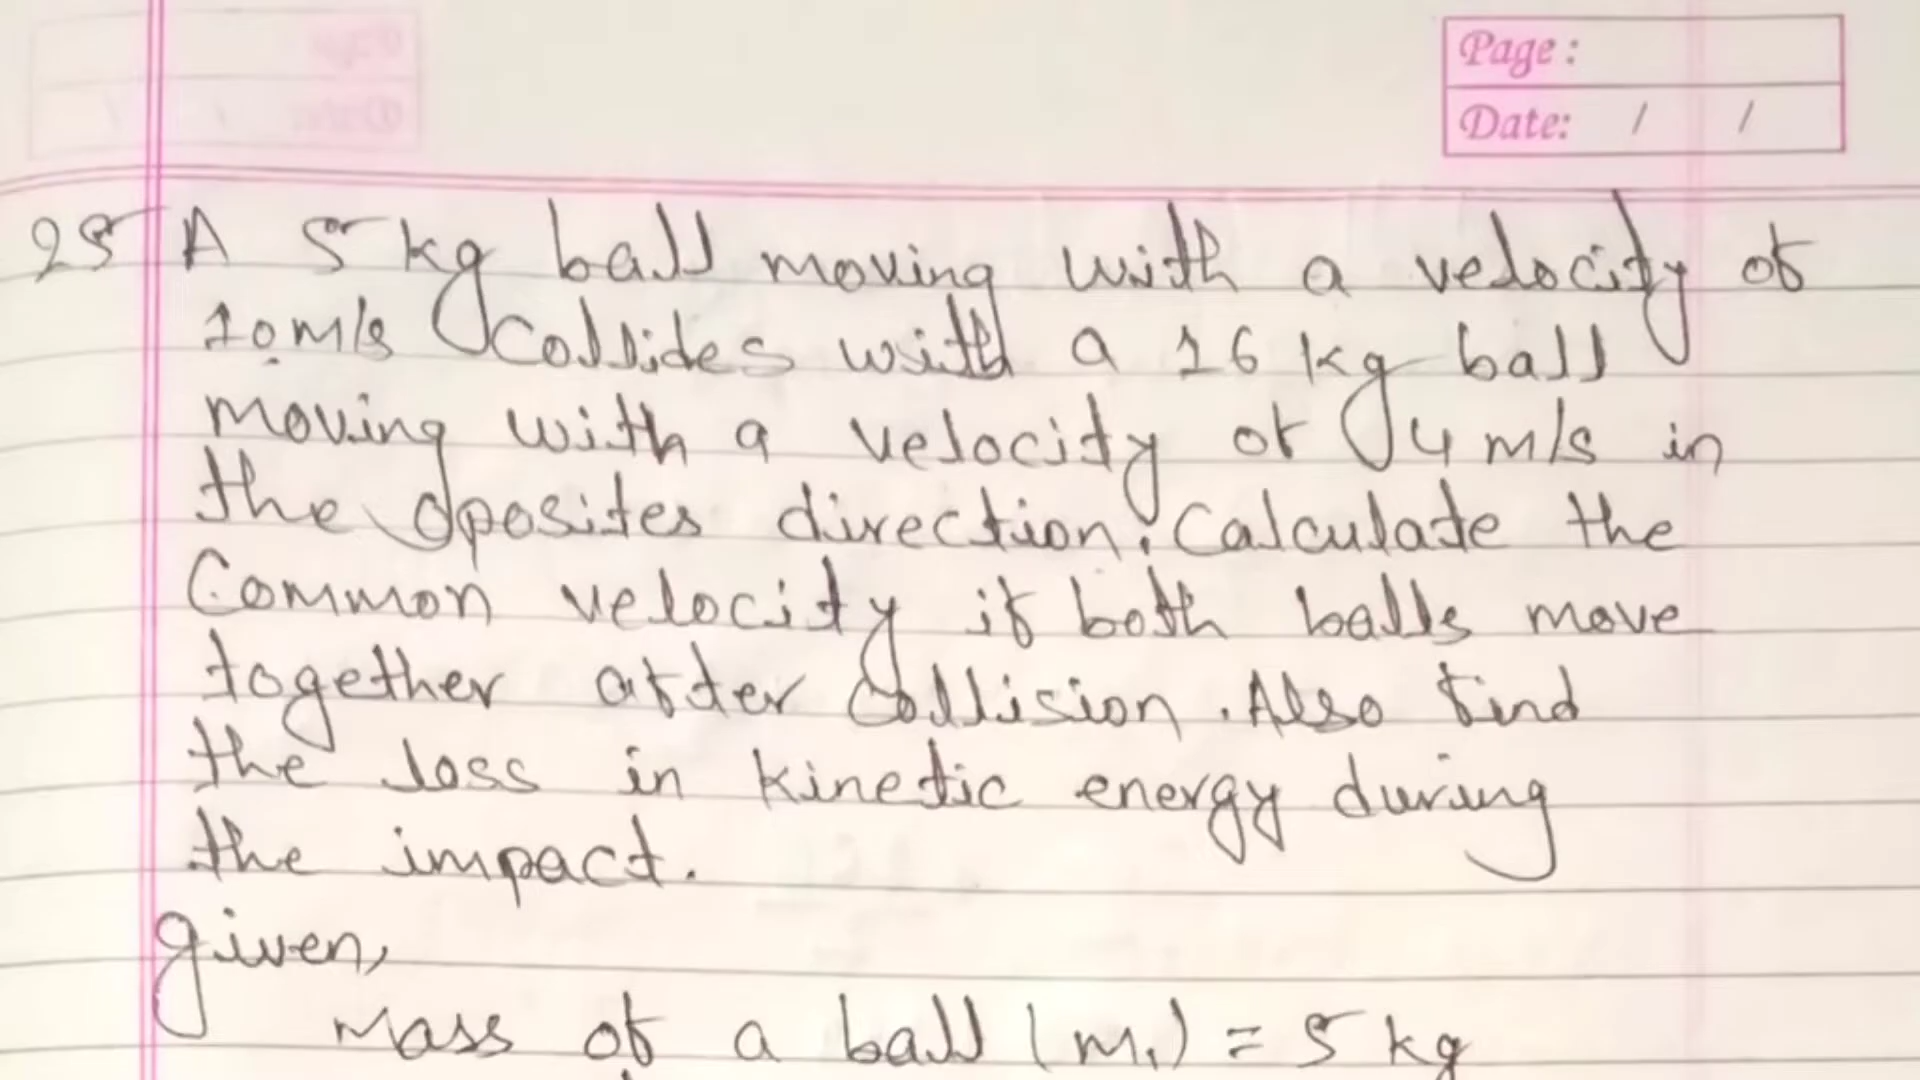 Page :
Date: / /
25 A 5 kg ball moving with a velocity of
10 m/s collides with a 16 kg ball
moving with a velocity of 4 m/s in
the oposites direction. Calculate the
Common velocity if both balls move
together after collision. Also find
the loss in kinetic energy during
the impact.
given,
Mass of a ball (m₁) = 5 kg